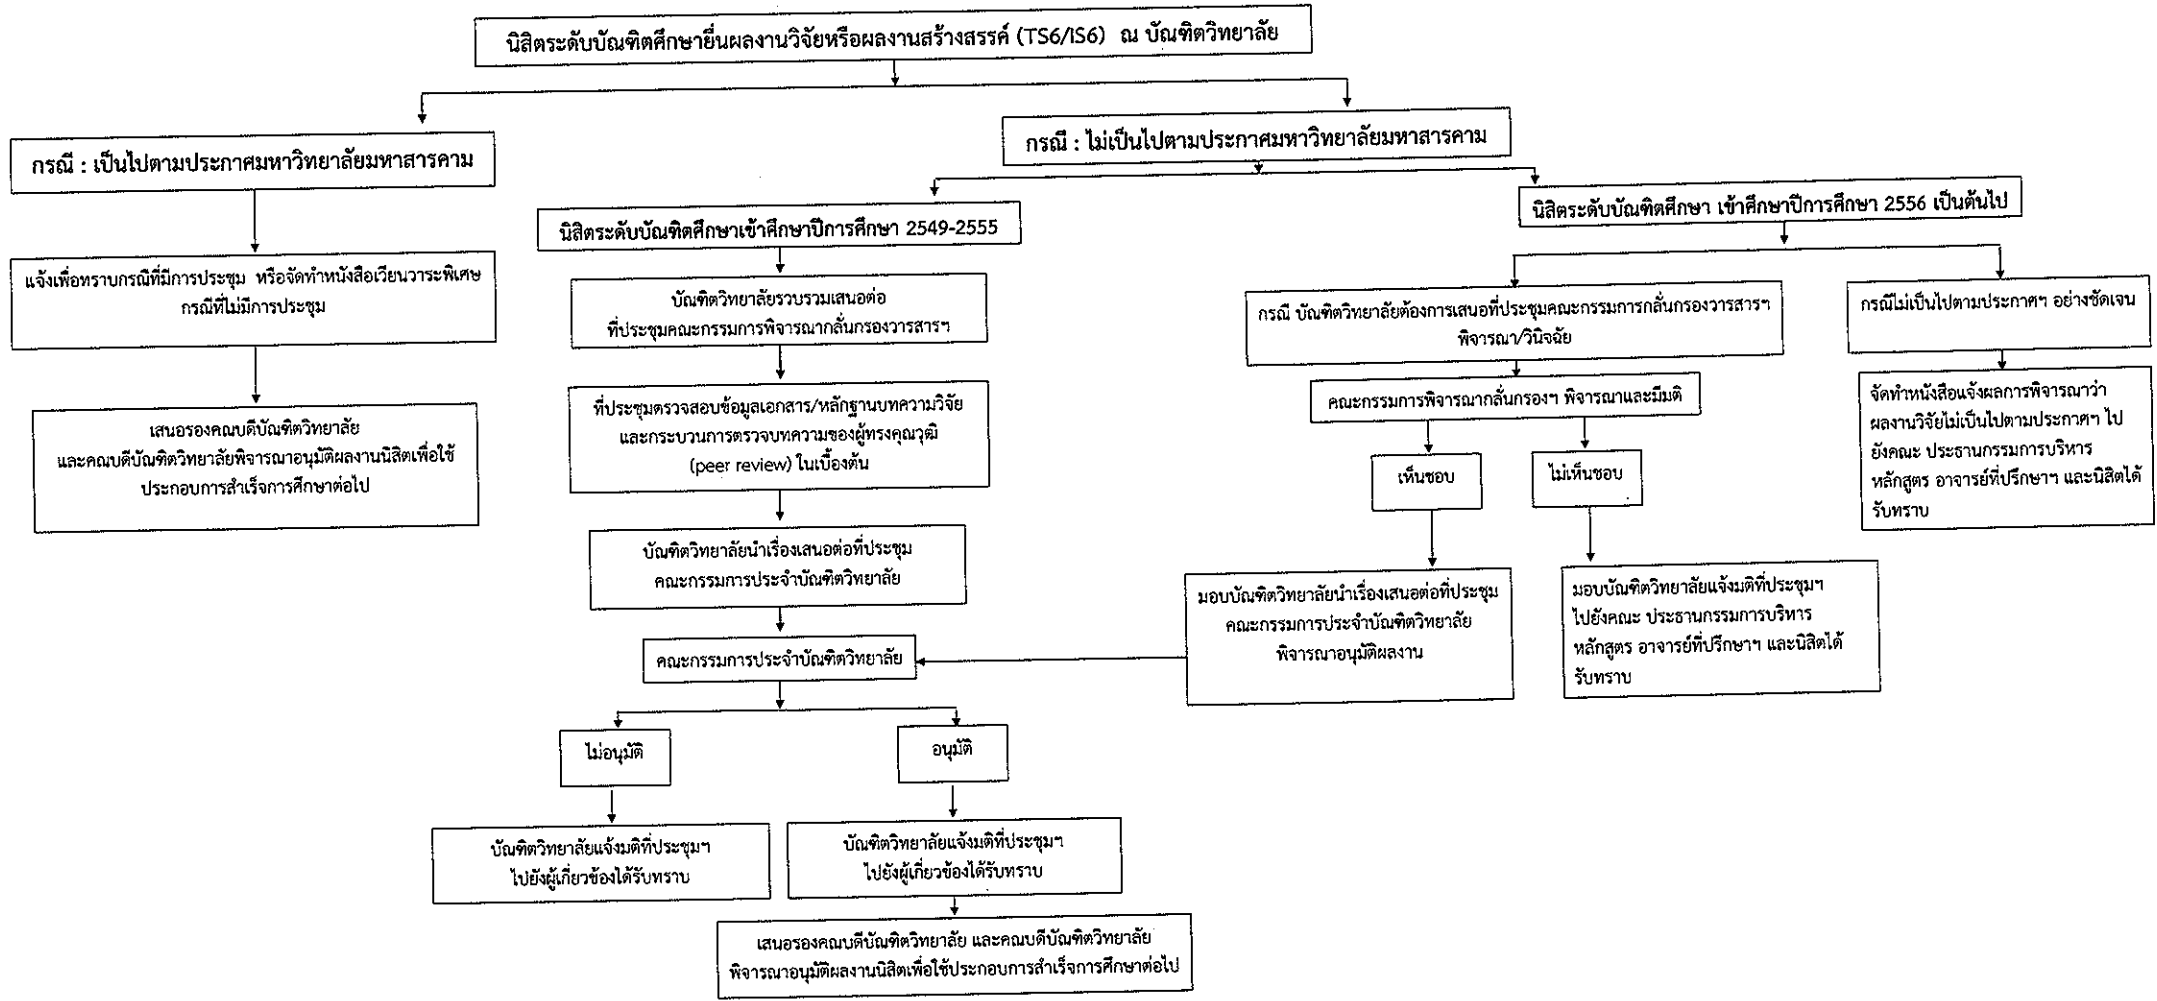 นิสิตระดับบัณฑิตศึกษายื่นผลงานวิจัยหรือผลงานสร้างสรรค์ (TS6/IS6) ณ บัณฑิตวิทยาลัย
กรณี : เป็นไปตามประกาศมหาวิทยาลัยมหาสารคาม
แจ้งเพื่อทราบกรณีที่มีการประชุม หรือจัดทำหนังสือเวียนวาระพิเศษ
กรณีที่ไม่มีการประชุม
เสนอรองคณบดีบัณฑิตวิทยาลัย
และคณบดีบัณฑิตวิทยาลัยพิจารณาอนุมัติผลงานนิสิตเพื่อใช้
ประกอบการสำเร็จการศึกษาต่อไป
กรณี : ไม่เป็นไปตามประกาศมหาวิทยาลัยมหาสารคาม
นิสิตระดับบัณฑิตศึกษาเข้าศึกษาปีการศึกษา 2549-2555
บัณฑิตวิทยาลัยรวบรวมเสนอต่อ
ที่ประชุมคณะกรรมการพิจารณากลั่นกรองวารสารฯ
ที่ประชุมตรวจสอบข้อมูลเอกสาร/หลักฐานบทความวิจัย
และกระบวนการตรวจบทความของผู้ทรงคุณวุฒิ
(peer review) ในเบื้องต้น
บัณฑิตวิทยาลัยนำเรื่องเสนอต่อที่ประชุม
คณะกรรมการประจำบัณฑิตวิทยาลัย
คณะกรรมการประจำบัณฑิตวิทยาลัย
ไม่อนุมัติ
อนุมัติ
บัณฑิตวิทยาลัยแจ้งมติที่ประชุมฯ
ไปยังผู้เกี่ยวข้องได้รับทราบ
บัณฑิตวิทยาลัยแจ้งมติที่ประชุมฯ
ไปยังผู้เกี่ยวข้องได้รับทราบ
เสนอรองคณบดีบัณฑิตวิทยาลัย และคณบดีบัณฑิตวิทยาลัย
พิจารณาอนุมัติผลงานนิสิตเพื่อใช้ประกอบการสำเร็จการศึกษาต่อไป
นิสิตระดับบัณฑิตศึกษา เข้าศึกษาปีการศึกษา 2556 เป็นต้นไป
กรณี บัณฑิตวิทยาลัยต้องการเสนอที่ประชุมคณะกรรมการกลั่นกรองวารสารฯ
พิจารณา/วินิจฉัย
คณะกรรมการพิจารณากลั่นกรองฯ พิจารณาและมีมติ
เห็นชอบ
ไม่เห็นชอบ
มอบบัณฑิตวิทยาลัยนำเรื่องเสนอต่อที่ประชุม
คณะกรรมการประจำบัณฑิตวิทยาลัย
พิจารณาอนุมัติผลงาน
มอบบัณฑิตวิทยาลัยแจ้งมติที่ประชุมฯ
ไปยังคณะ ประธานกรรมการบริหาร
หลักสูตร อาจารย์ที่ปรึกษาฯ และนิสิตได้
รับทราบ
กรณีไม่เป็นไปตามประกาศฯ อย่างชัดเจน
จัดทำหนังสือแจ้งผลการพิจารณาว่า
ผลงานวิจัยไม่เป็นไปตามประกาศฯ ไป
ยังคณะ ประธานกรรมการบริหาร
หลักสูตร อาจารย์ที่ปรึกษาฯ และนิสิตได้
รับทราบ